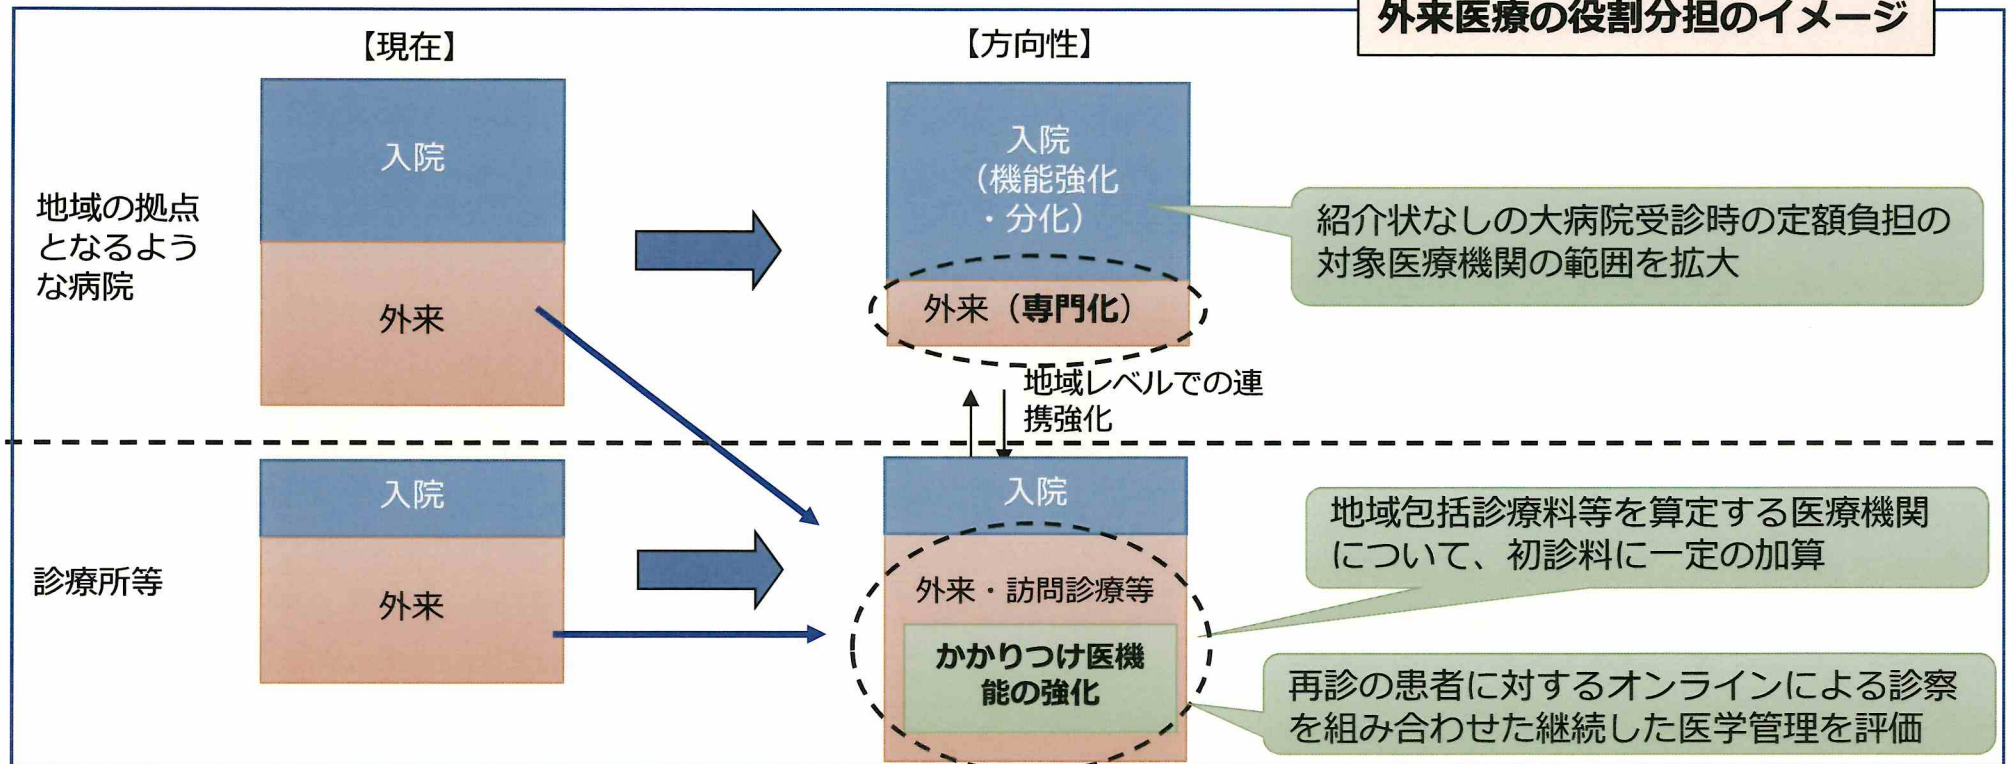 外来医療の役割分担のイメージ
【現在】
【方向性】
地域の拠点
となるよう
な病院
入院
外来
入院
（機能強化
・分化）
外来（専門化）
紹介状なしの大病院受診時の定額負担の
対象医療機関の範囲を拡大
地域レベルでの連
携強化
診療所等
入院
外来
入院
外来・訪問診療等
かかりつけ医機
能の強化
地域包括診療料等を算定する医療機関
について、初診料に一定の加算
再診の患者に対するオンラインによる診察
を組み合わせた継続した医学管理を評価